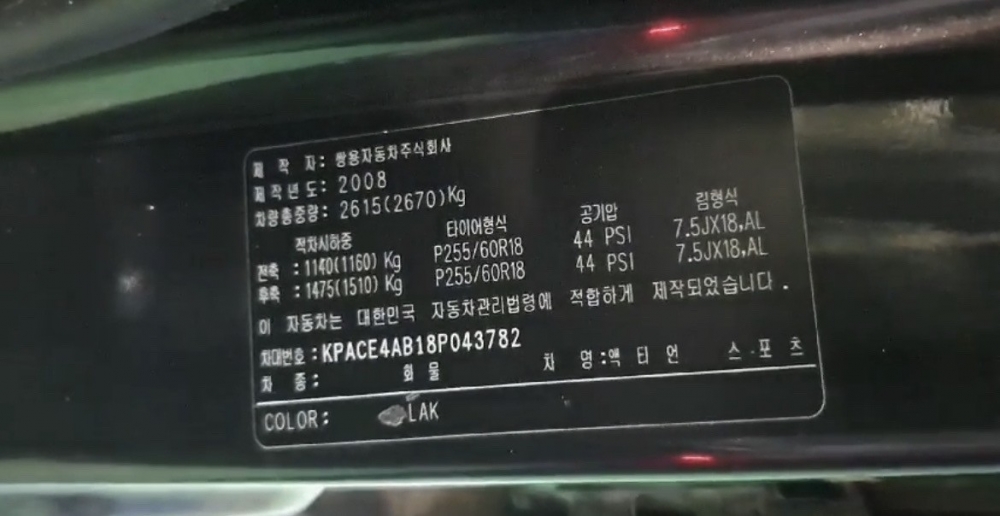 제 작 자: 쌍용자동차주식회사
제작년도: 2008
차량총중량: 2615(2670)Kg
적차시하중 타이어형식 공기압 림형식
전축 :1140(1160) Kg P255/60R18 44 PSI 7.5JX18,AL
후축 :1475(1510) Kg P255/60R18 44 PSI 7.5JX18,AL
이 자동차는 대한민국 자동차관리법령에 적합하게 제작되었습니다.
차대번호:KPACE4AB18P043782
차 종: 화 물 차 명:액 티 언 스 포 츠
COLOR: LAK